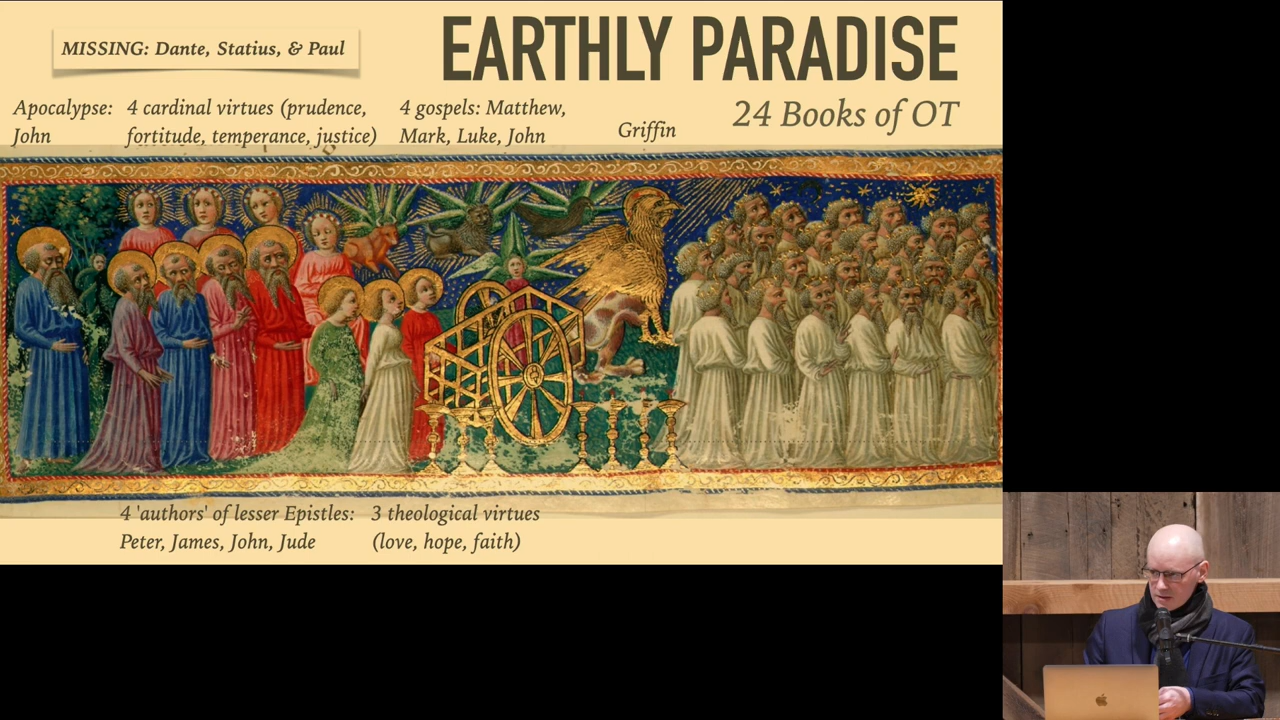 MISSING: Dante, Statius, & Paul
EARTHLY PARADISE
Apocalypse:
John
4 cardinal virtues (prudence,
fortitude, temperance, justice)
4 gospels: Matthew,
Mark, Luke, John
Griffin
24 Books of OT
4 'authors' of lesser Epistles:
Peter, James, John, Jude
3 theological virtues
(love, hope, faith)